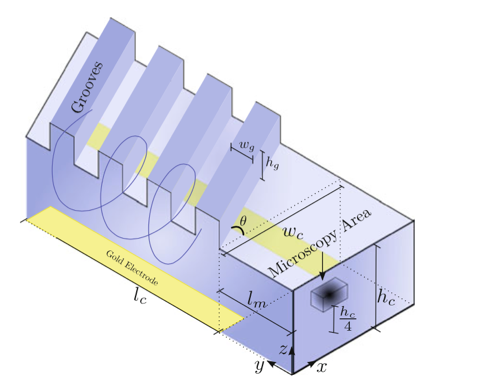 Grooves
w_g
h_g
θ
w_c
Microscopy Area
Gold Electrode
l_c
l_m
h_c
h_c/4
z
y
x